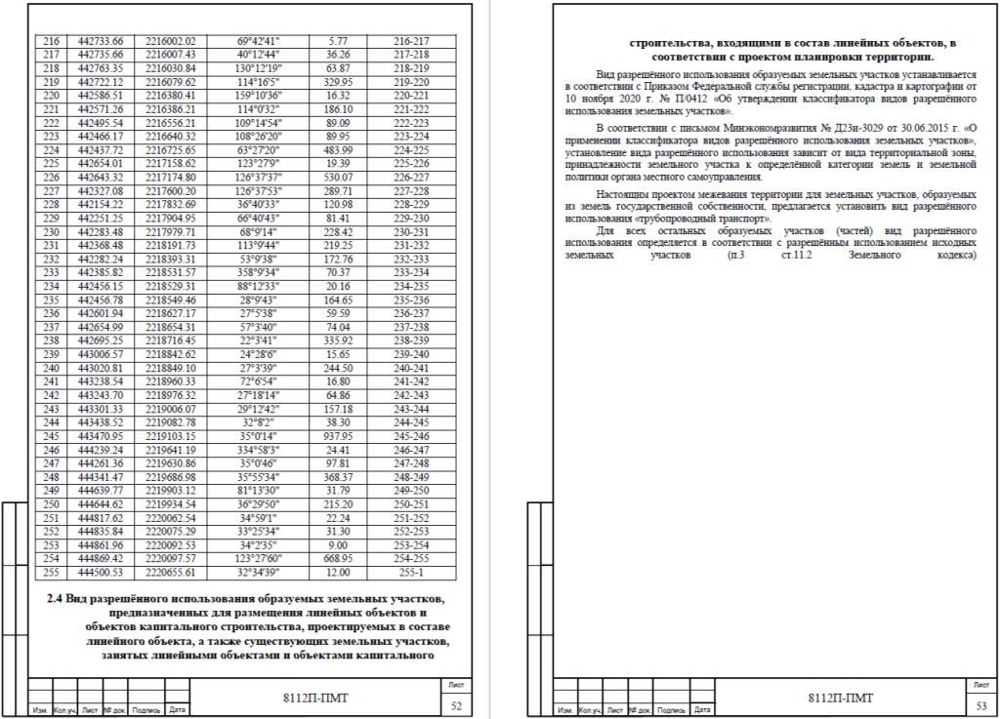 216 442733.66 2216002.02 69°42'41" 5.77 216-217
217 442735.66 2216007.43 40°12'44" 36.26 217-218
218 442763.35 2216030.84 130°12'19" 63.87 218-219
219 442722.12 2216079.62 114°16'5" 329.95 219-220
220 442586.51 2216380.41 159°10'36" 16.32 220-221
221 442571.26 2216386.21 114°0'32" 186.10 221-222
222 442495.54 2216556.21 109°14'54" 89.09 222-223
223 442466.17 2216640.32 108°26'20" 89.95 223-224
224 442437.72 2216725.65 63°27'20" 483.99 224-225
225 442654.01 2217158.62 123°27'9" 19.39 225-226
226 442643.32 2217174.80 126°37'37" 530.07 226-227
227 442327.08 2217600.20 126°37'53" 289.71 227-228
228 442154.22 2217832.69 36°40'33" 120.98 228-229
229 442251.25 2217904.95 66°40'43" 81.41 229-230
230 442283.48 2217979.71 68°9'14" 228.42 230-231
231 442368.48 2218191.73 113°9'44" 219.25 231-232
232 442282.24 2218393.31 53°9'38" 172.76 232-233
233 442385.82 2218531.57 358°9'34" 70.37 233-234
234 442456.15 2218529.31 88°12'33" 20.16 234-235
235 442456.78 2218549.46 28°9'43" 164.65 235-236
236 442601.94 2218627.17 27°5'38" 59.59 236-237
237 442654.99 2218654.31 57°3'40" 74.04 237-238
238 442695.25 2218716.45 22°3'41" 335.92 238-239
239 443006.57 2218842.62 24°28'6" 15.65 239-240
240 443020.81 2218849.10 27°3'39" 244.50 240-241
241 443238.54 2218960.33 72°6'54" 16.80 241-242
242 443243.70 2218976.32 27°18'14" 64.86 242-243
243 443301.33 2219006.07 29°12'42" 157.18 243-244
244 443438.52 2219082.78 32°8'2" 38.30 244-245
245 443470.95 2219103.15 35°0'14" 937.95 245-246
246 444239.24 2219641.19 334°58'3" 24.41 246-247
247 444261.36 2219630.86 35°0'46" 97.81 247-248
248 444341.47 2219686.98 35°55'34" 368.37 248-249
249 444639.77 2219903.12 81°13'30" 31.79 249-250
250 444644.62 2219934.54 36°29'50" 215.20 250-251
251 444817.62 2220062.54 34°59'1" 22.24 251-252
252 444835.84 2220075.29 33°25'34" 31.30 252-253
253 444861.96 2220092.53 34°2'35" 9.00 253-254
254 444869.42 2220097.57 123°27'60" 668.95 254-255
255 444500.53 2220655.61 32°34'39" 12.00 255-1
2.4 Вид разрешённого использования образуемых земельных участков,
предназначенных для размещения линейных объектов и
объектов капитального строительства, проектируемых в составе
линейного объекта, а также существующих земельных участков,
занятых линейными объектами и объектами капитального
Изм. Кол.уч. Лист № док. Подпись Дата
8112П-ПМТ
Лист
52
строительства, входящими в состав линейных объектов, в
соответствии с проектом планировки территории.
Вид разрешённого использования образуемых земельных участков устанавливается
в соответствии с Приказом Федеральной службы регистрации, кадастра и картографии от
10 ноября 2020 г. № П/0412 «Об утверждении классификатора видов разрешённого
использования земельных участков».
В соответствии с письмом Минэкономразвития № Д23и-3029 от 30.06.2015 г. «О
применении классификатора видов разрешённого использования земельных участков»,
установление вида разрешённого использования зависит от вида территориальной зоны,
принадлежности земельного участка к определённой категории земель и земельной
политики органа местного самоуправления.
Настоящим проектом межевания территории для земельных участков, образуемых
из земель государственной собственности, предлагается установить вид разрешённого
использования «трубопроводный транспорт».
Для всех остальных образуемых участков (частей) вид разрешённого
использования определяется в соответствии с разрешённым использованием исходных
земельных участков (п.3 ст.11.2 Земельного кодекса)
Изм. Кол.уч. Лист № док. Подпись Дата
8112П-ПМТ
Лист
53